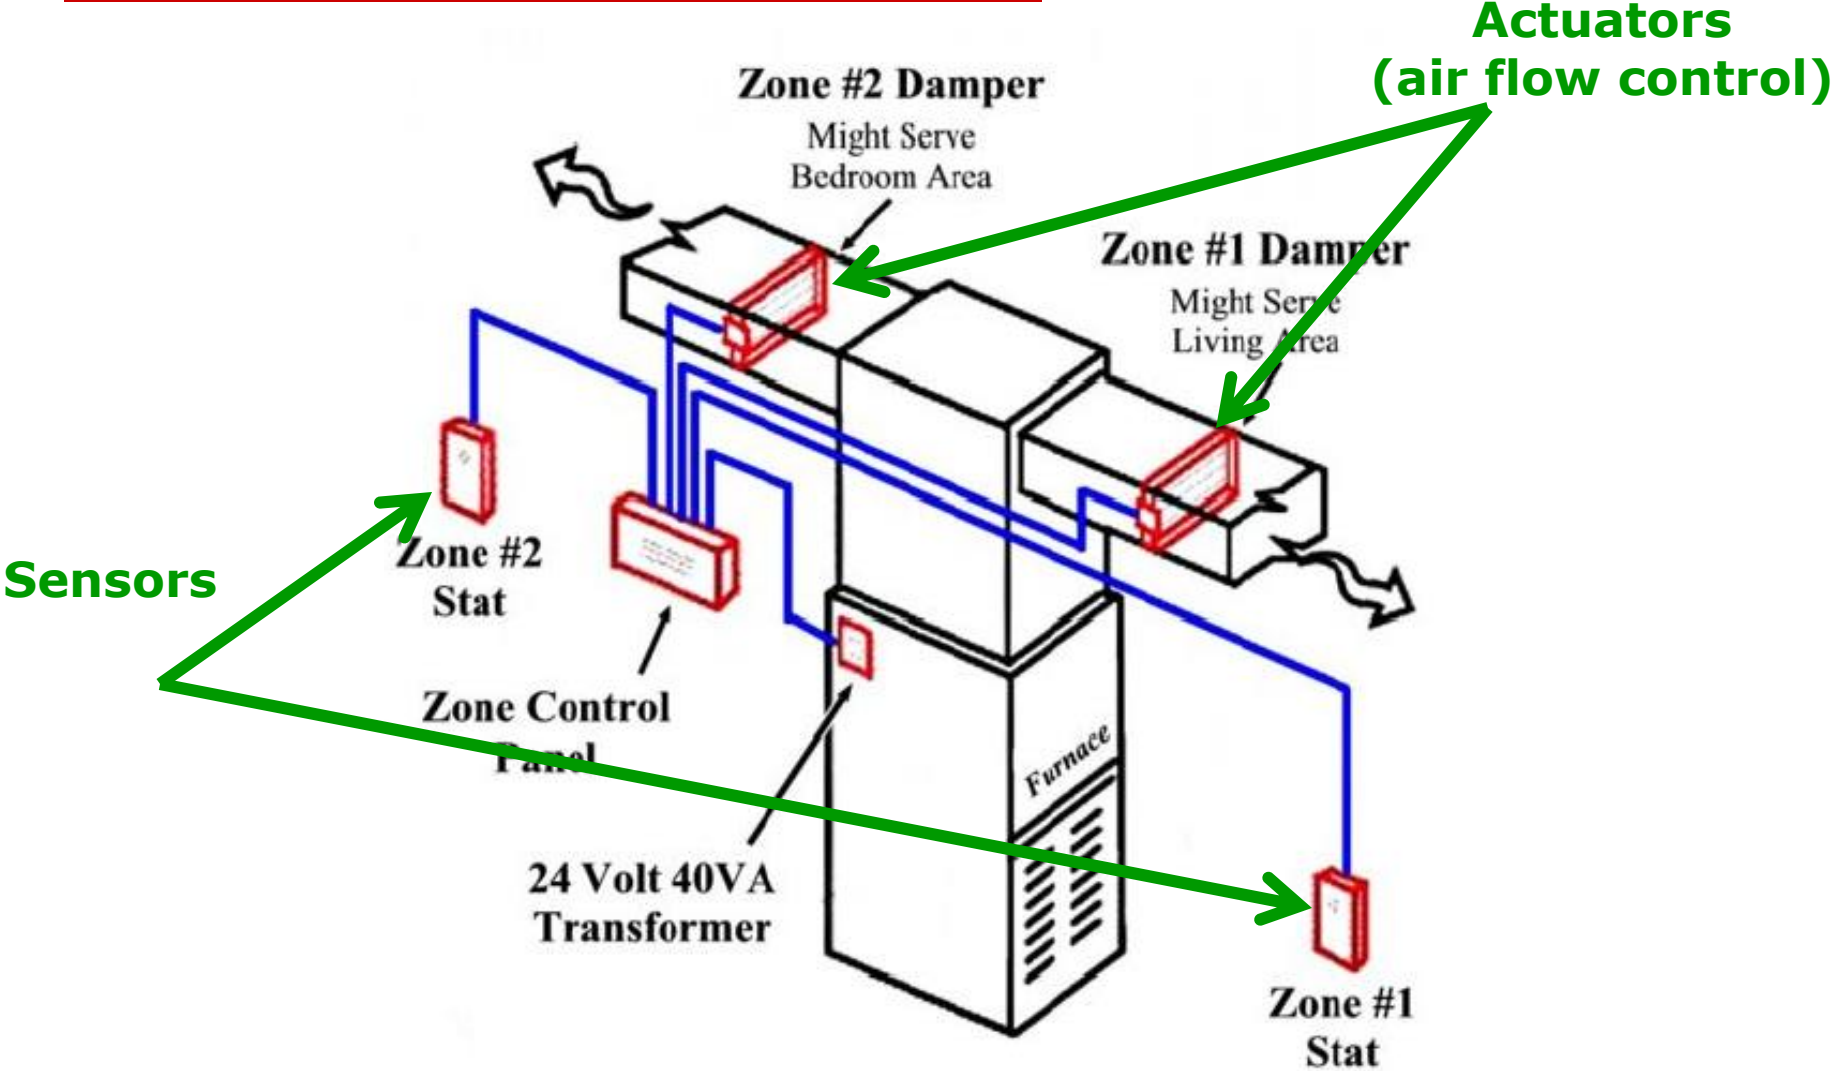 Actuators
(air flow control)
Zone #2 Damper
Might Serve
Bedroom Area
Zone #1 Damper
Might Serve
Living Area
Sensors
Zone #2
Stat
Zone Control
Panel
Furnace
24 Volt 40VA
Transformer
Zone #1
Stat